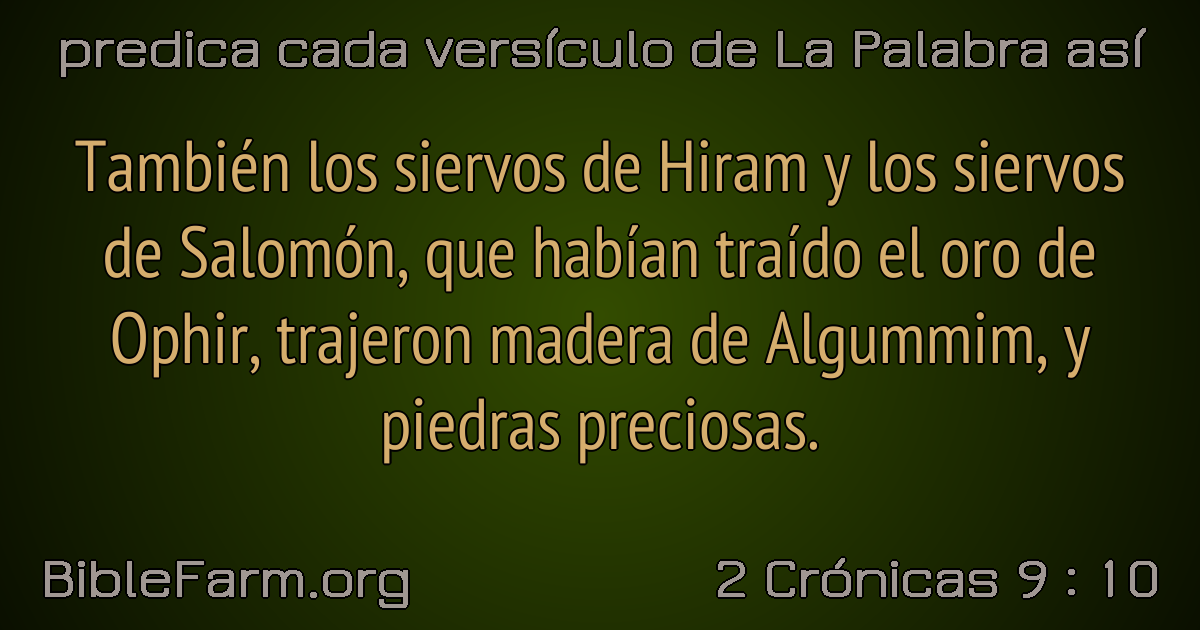 predica cada versículo de La Palabra así
También los siervos de Hiram y los siervos
de Salomón, que habían traído el oro de
Ophir, trajeron madera de Algummim, y
piedras preciosas.
BibleFarm.org
2 Crónicas 9 : 10